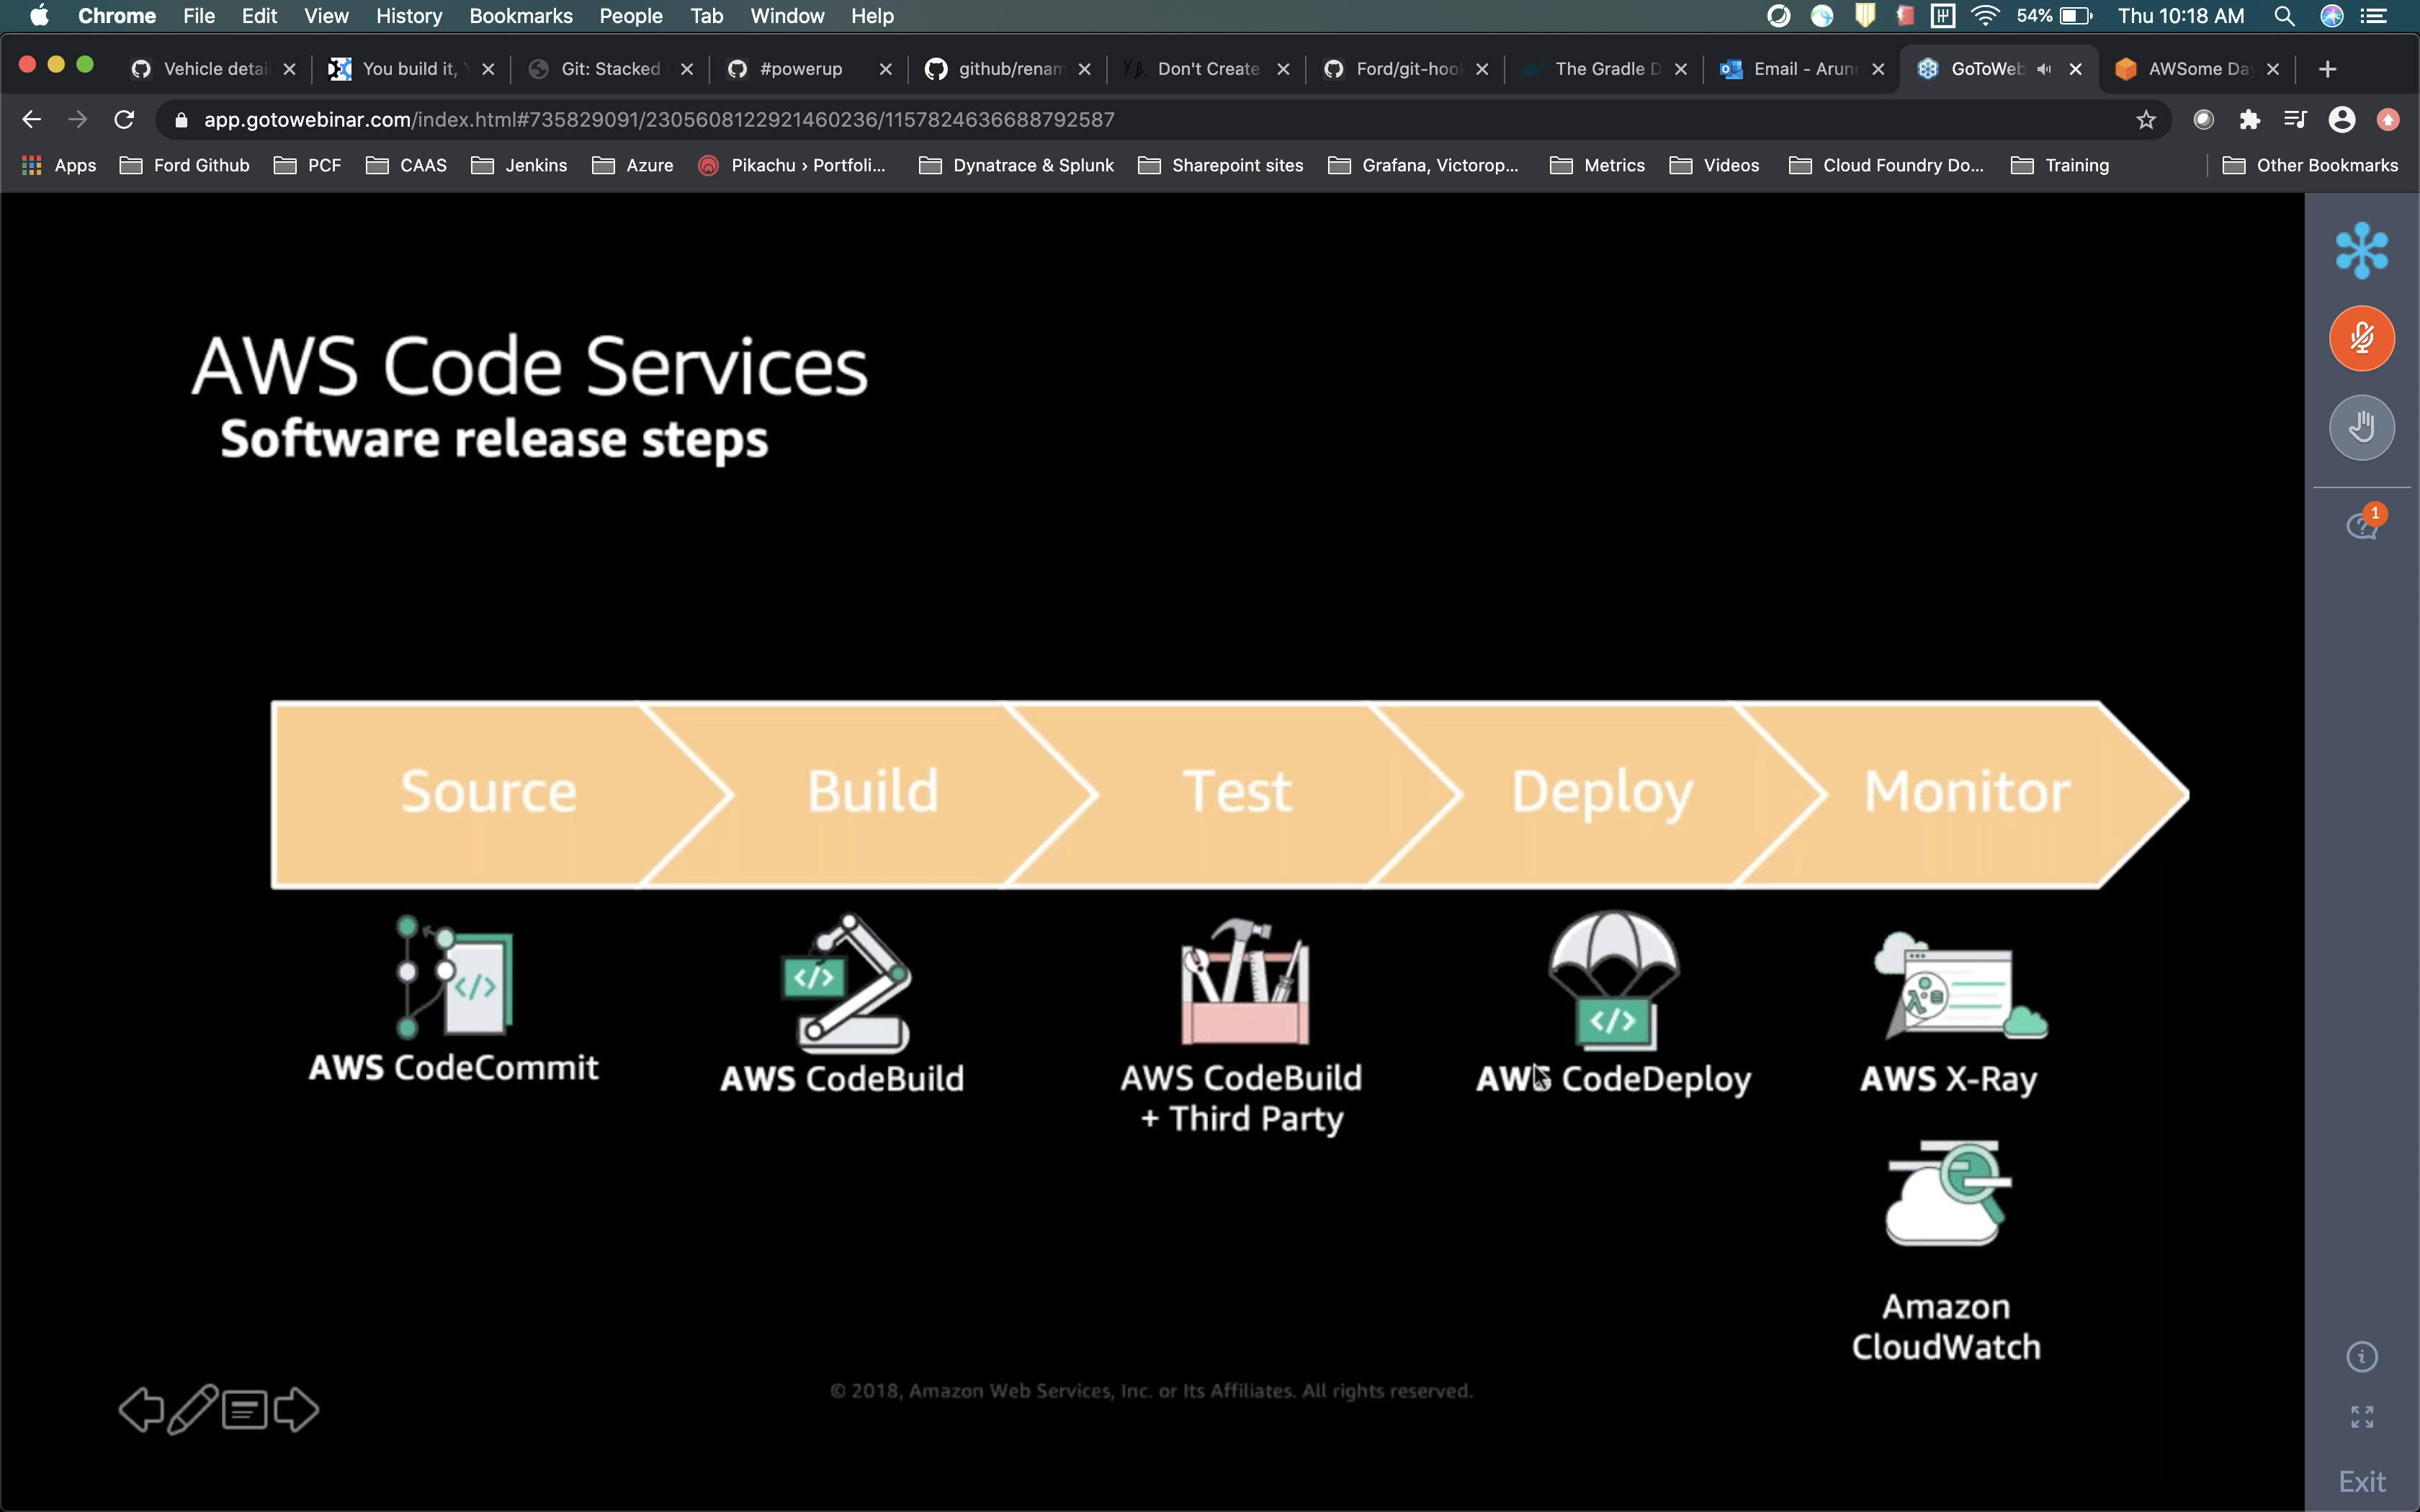 Chrome File Edit View History Bookmarks People Tab Window Help 54% Thu 10:18 AM
Vehicle detai You build it, Git: Stacked #powerup github/renam Don't Create Ford/git-hoo The Gradle D Email - Arun GoToWeb AWSome Da
app.gotowebinar.com/index.html#735829091/2305608122921460236/1157824636688792587
Apps Ford Github PCF CAAS Jenkins Azure Pikachu › Portfoli... Dynatrace & Splunk Sharepoint sites Grafana, Victorop... Metrics Videos Cloud Foundry Do... Training Other Bookmarks
AWS Code Services
Software release steps
1
Source Build Test Deploy Monitor
AWS CodeCommit
AWS CodeBuild
AWS CodeBuild
+ Third Party
AWS CodeDeploy
AWS X-Ray
Amazon
CloudWatch
© 2018, Amazon Web Services, Inc. or Its Affiliates. All rights reserved.
Exit